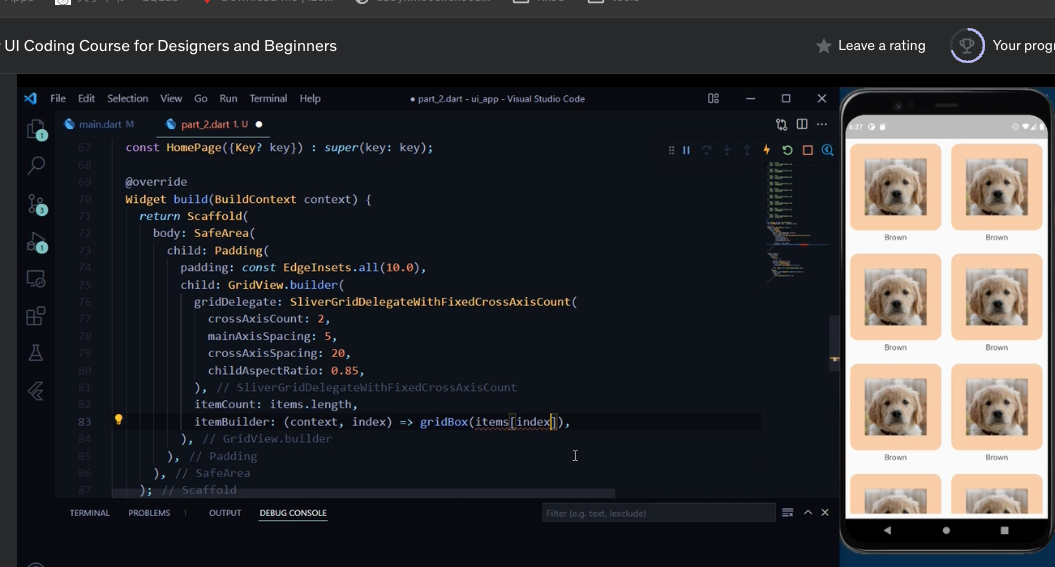 UI Coding Course for Designers and Beginners
Leave a rating
Your prog
File Edit Selection View Go Run Terminal Help
● part_2.dart - ui_app - Visual Studio Code
main.dart M
part_2.dart 1, U ●
67 const HomePage({Key? key}) : super(key: key);
68
69 @override
70 Widget build(BuildContext context) {
71 return Scaffold(
72 body: SafeArea(
73 child: Padding(
74 padding: const EdgeInsets.all(10.0),
75 child: GridView.builder(
76 gridDelegate: SliverGridDelegateWithFixedCrossAxisCount(
77 crossAxisCount: 2,
78 mainAxisSpacing: 5,
79 crossAxisSpacing: 20,
80 childAspectRatio: 0.85,
81 ), // SliverGridDelegateWithFixedCrossAxisCount
82 itemCount: items.length,
83 itemBuilder: (context, index) => gridBox(items[index]),
84 ), // GridView.builder
85 ), // Padding
86 ), // SafeArea
87 ); // Scaffold
TERMINAL PROBLEMS 1 OUTPUT DEBUG CONSOLE
Filter (e.g. text, !exclude)
Brown Brown
Brown Brown
Brown Brown